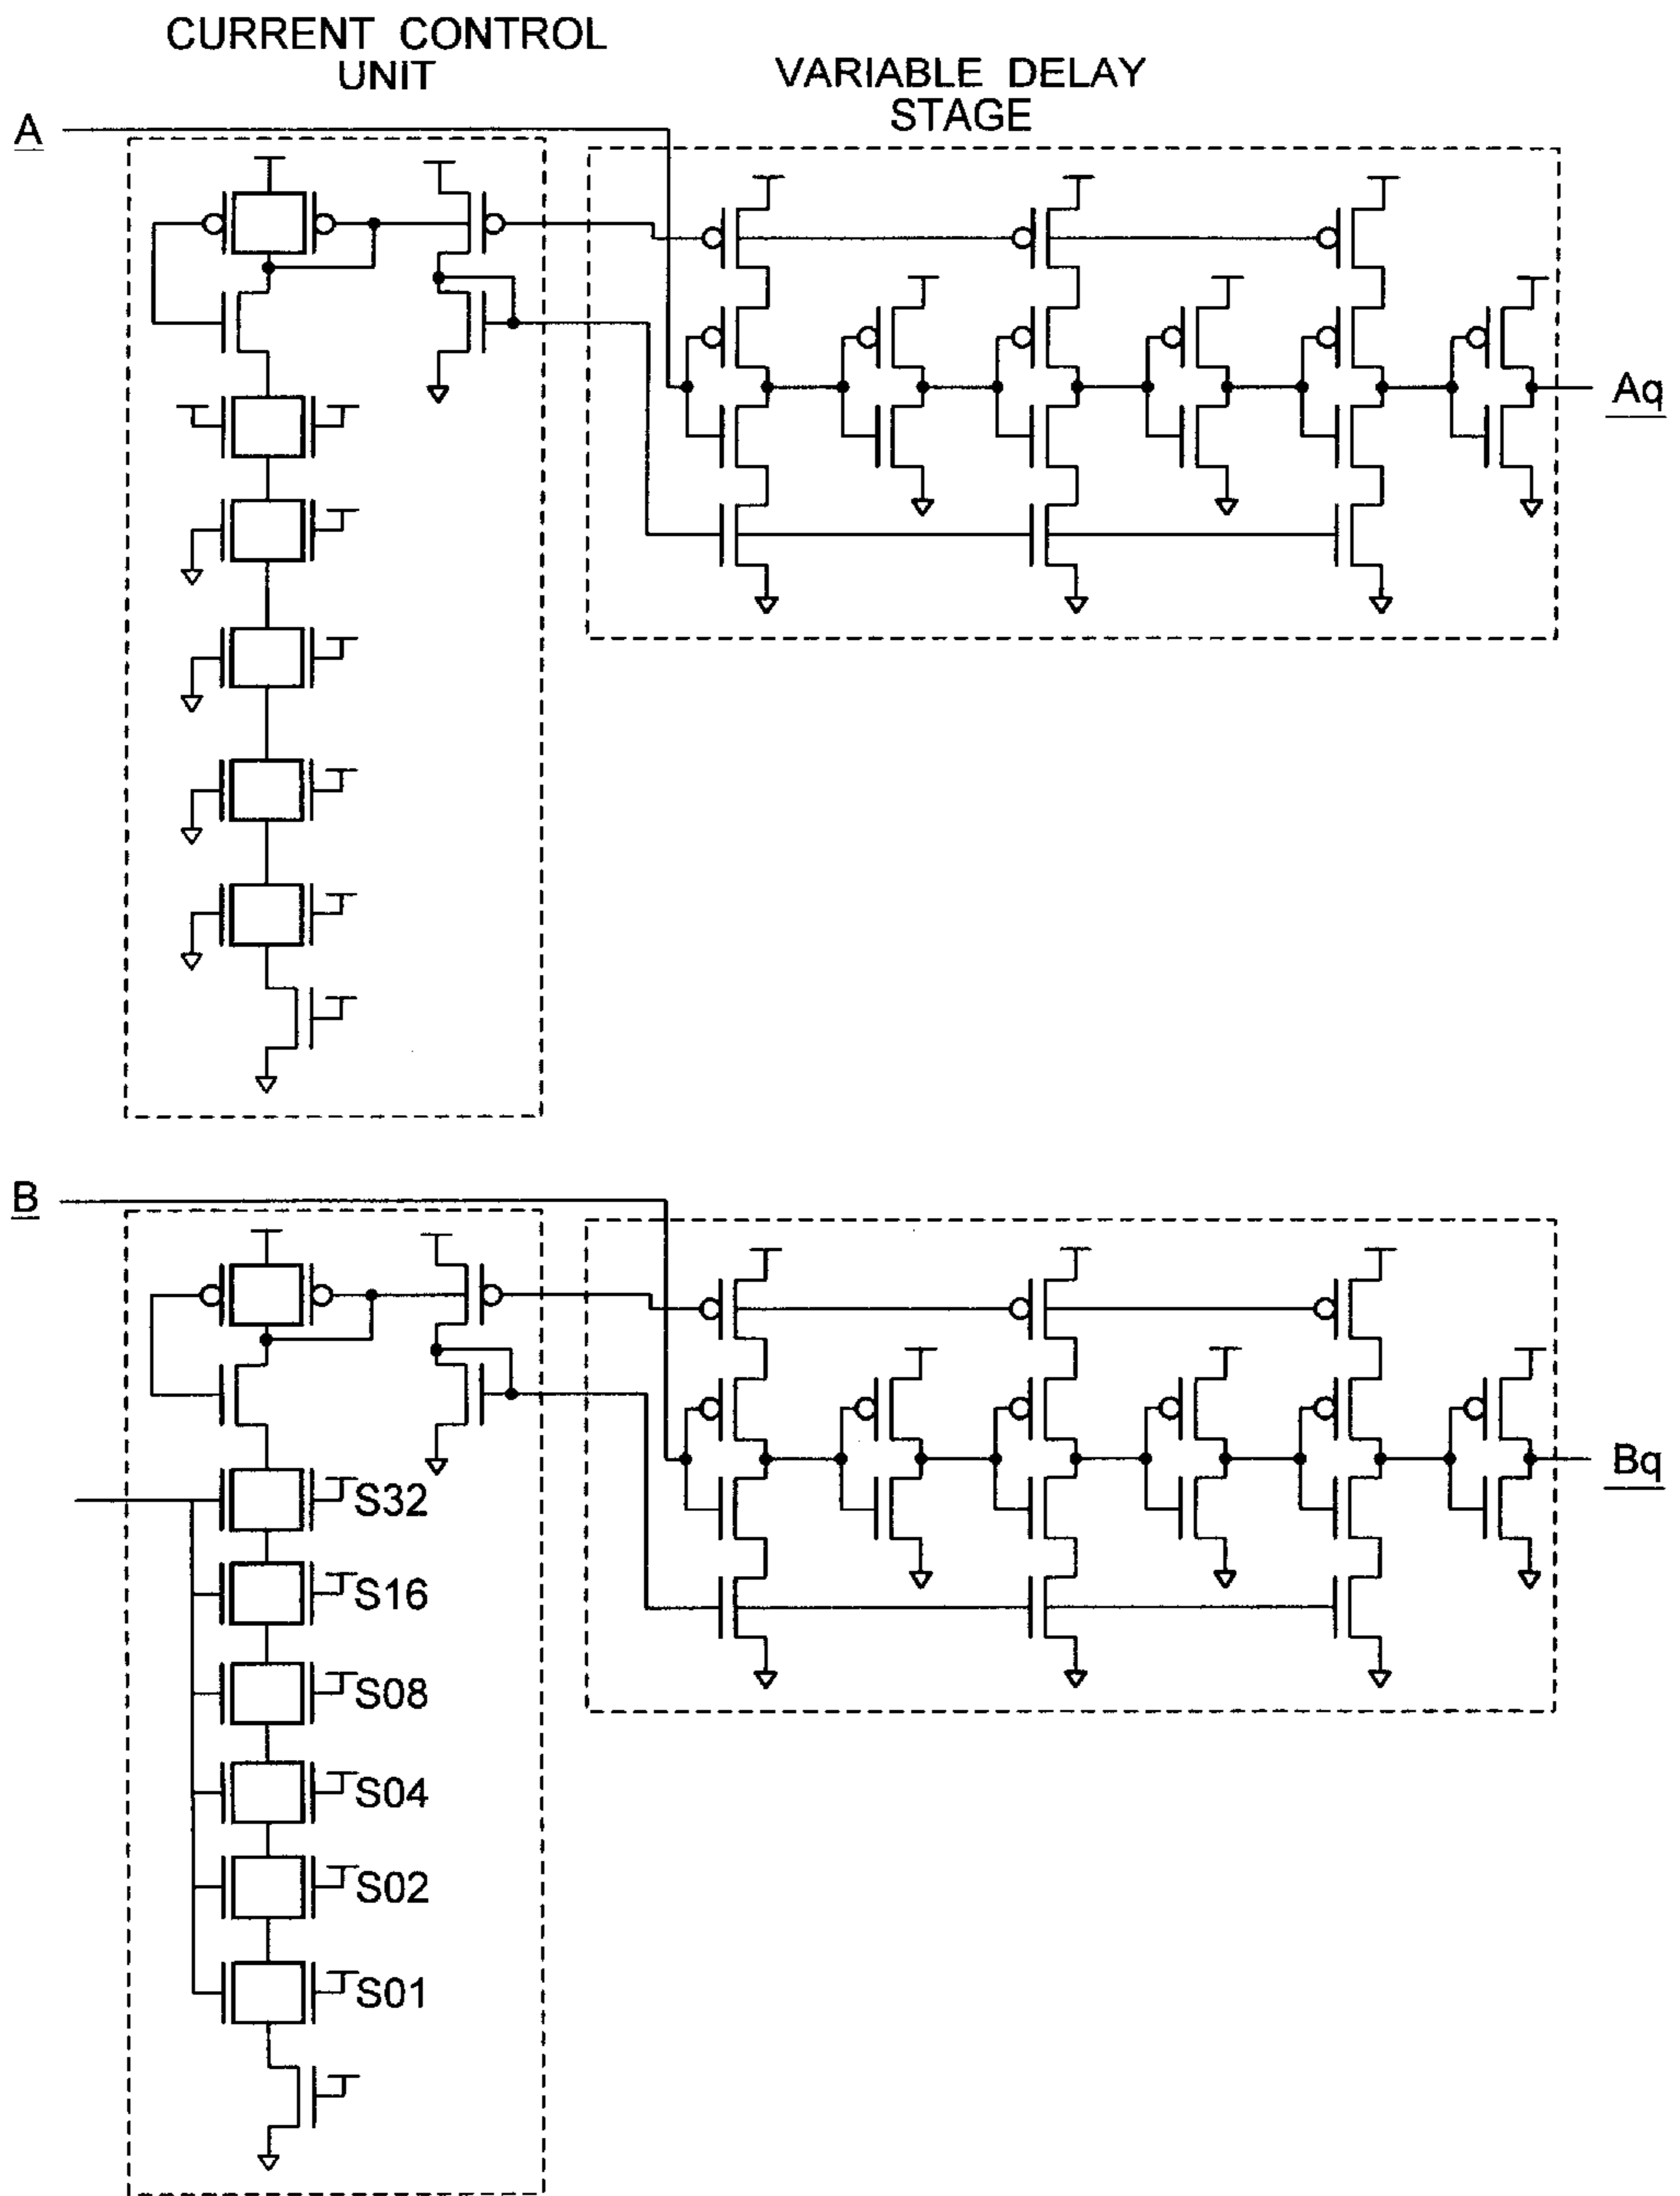 CURRENT CONTROL
UNIT
VARIABLE DELAY
STAGE
A
Aq
B
Bq
S32
S16
S08
S04
S02
S01